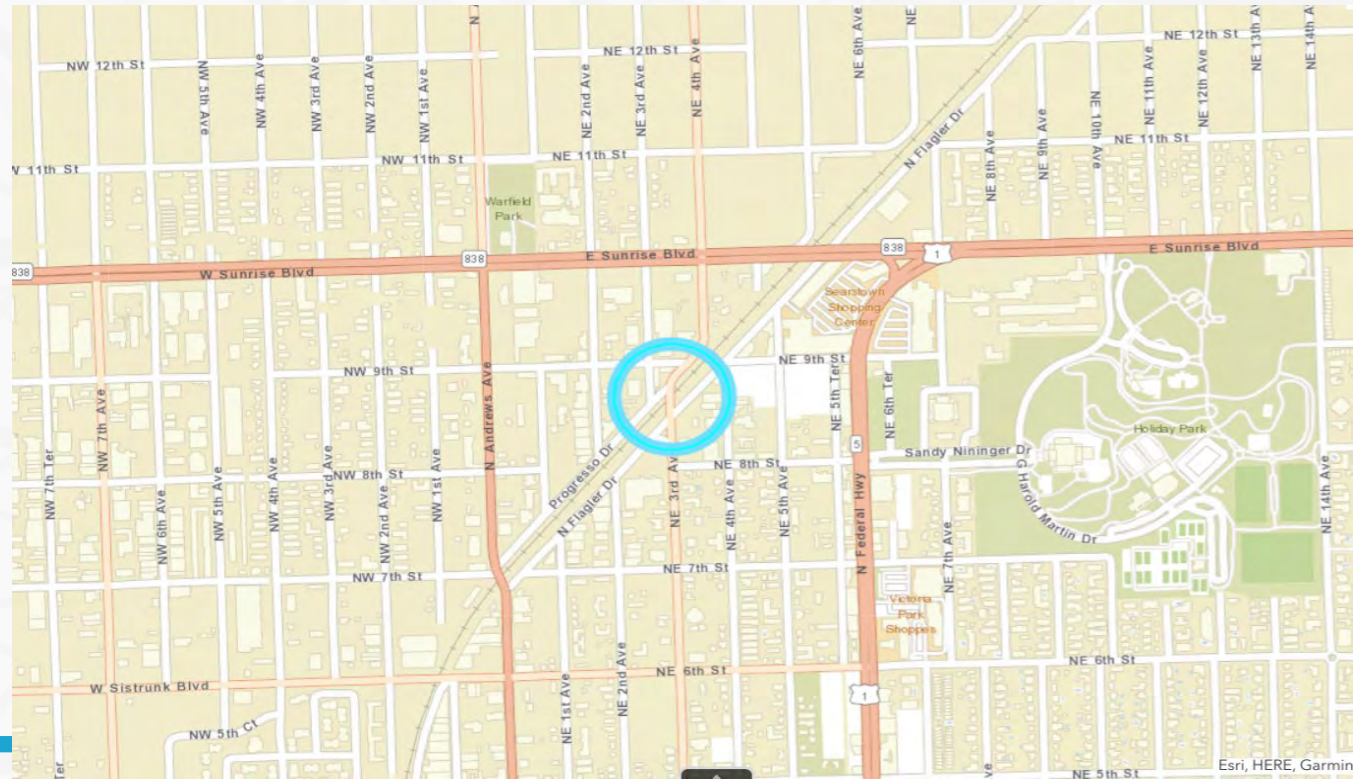 N
NE 6th Ave
NE
NE 13th A
NE 14th A
NW 12th St
NE 12th St
NE 4th Ave
NE 12th St
NW 5th Ave
NW 4th Ave
NW 3rd Ave
NW 2nd Ave
NW 1st Ave
NE 2nd Ave
NE 3rd Ave
N Flagler Dr
NE 8th Ave
NE 9th Ave
NE 10th Ave
NE 11th Ave
NE 12th Ave
W 11th St
NW 11th St
NE 11th St
NE 11th St
Warfield
Park
838
W Sunrise Blvd
838
E Sunrise Blvd
838
1
E Sunrise Blvd
Searstown
Shopping
Center
NW 9th St
NE 9th St
NW 7th Ave
N Andrews Ave
NE 5th Ter
NE 6th Ter
Holiday Park
5
Sandy Nininger Dr
NW 8th St
NE 8th St
Progresso Dr
N Flagler Dr
NE 3rd Av
NE 4th Ave
NE 5th Ave
N Federal Hwy
G Harold Martin Dr
NE 14th Ave
NW 7th Ter
NW 6th Ave
NW 5th Ave
NW 4th Ave
NW 3rd Ave
NW 2nd Ave
NW 1st Ave
NE 7th Ave
NW 7th St
NE 7th St
Victoria
Park
Shoppes
NE 6th St
NE 6th St
W Sistrunk Blvd
1
NE 1st Ave
NE 2nd Ave
NW 5th Ct
Ter
ve
NE 5th St
Esri, HERE, Garmin